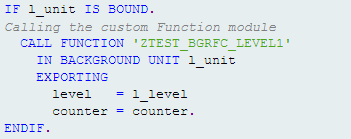 IF l_unit IS BOUND.
Calling the custom Function module
  CALL FUNCTION 'ZTEST_BGRFC_LEVEL1'
    IN BACKGROUND UNIT l_unit
    EXPORTING
      level   = l_level
      counter = counter.
ENDIF.